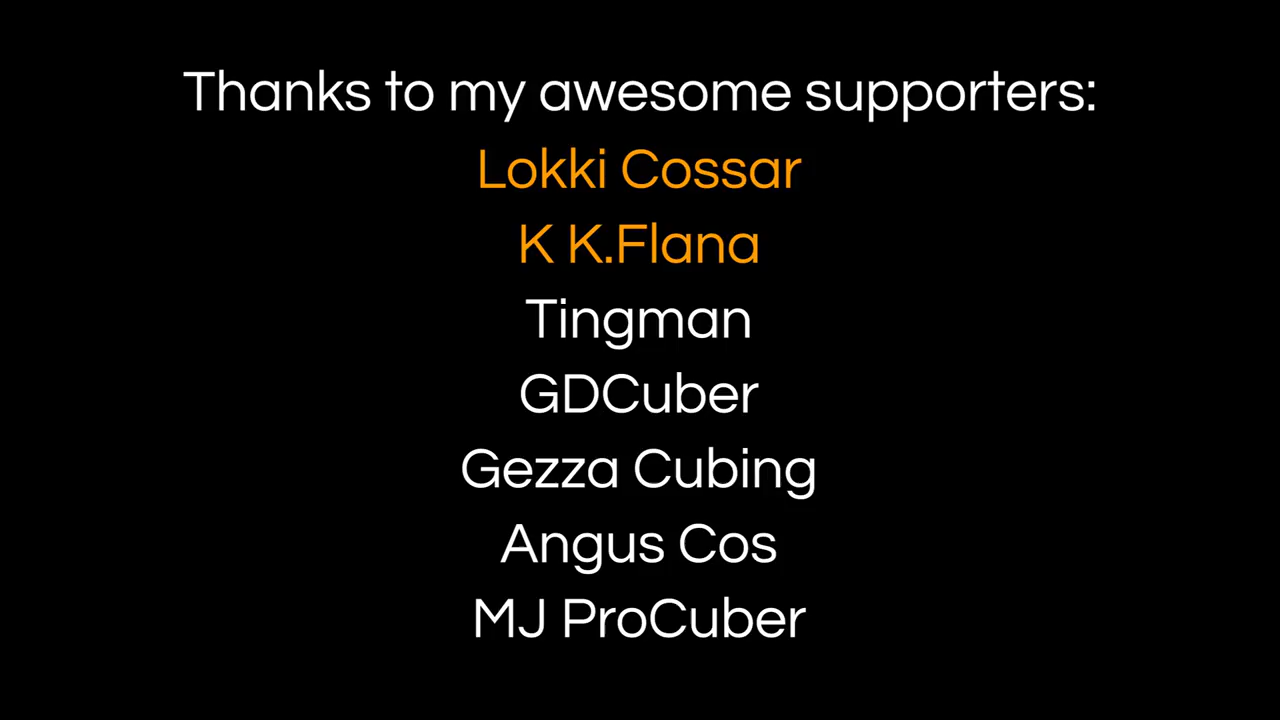 Thanks to my awesome supporters:
Lokki Cossar
K K.Flana
Tingman
GDCuber
Gezza Cubing
Angus Cos
MJ ProCuber